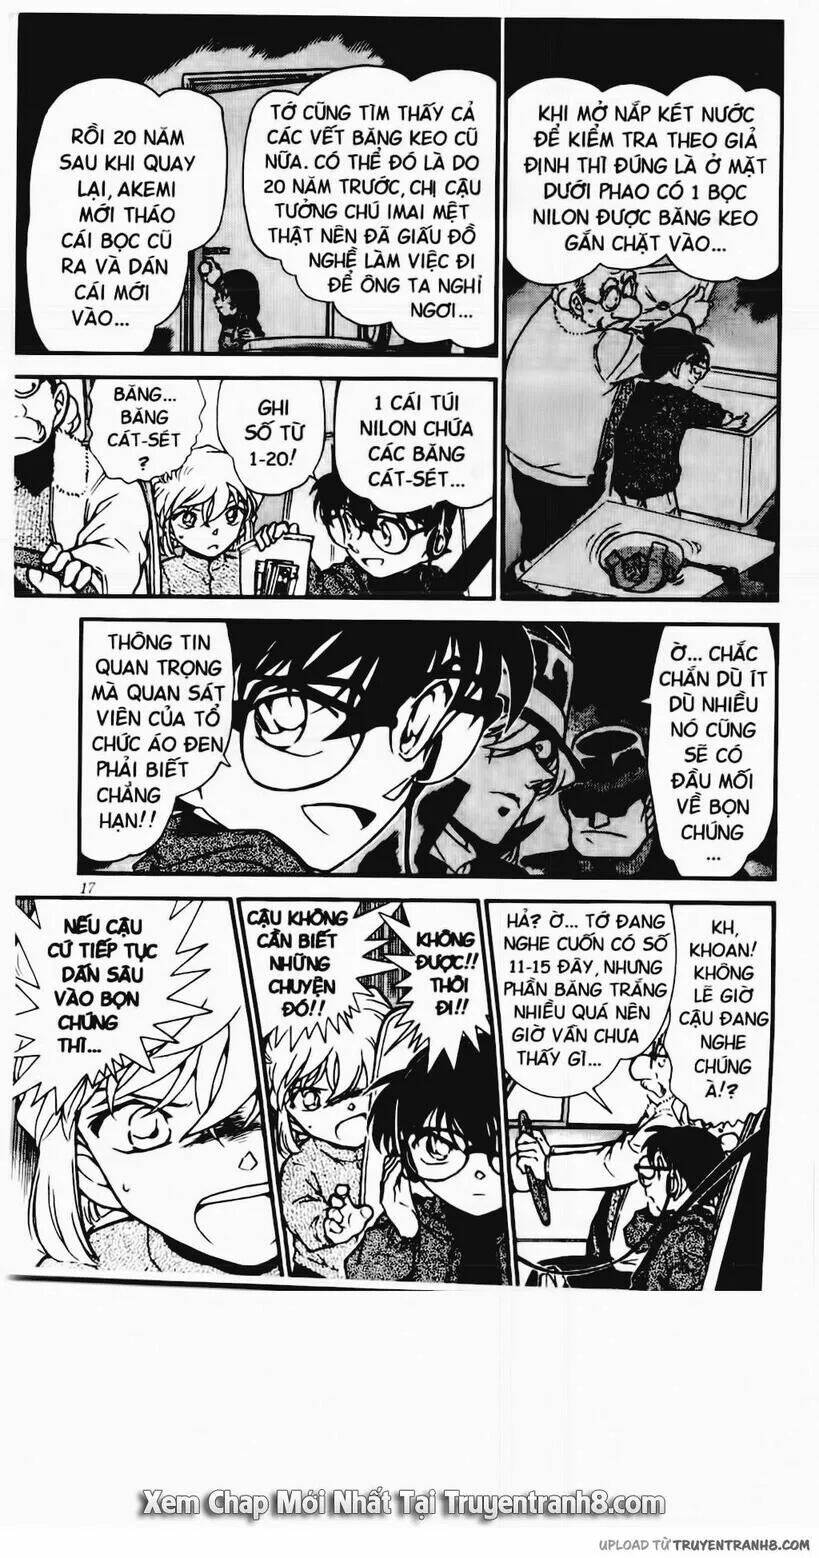 KHI MỞ NẮP KÉT NƯỚC
ĐỂ KIỂM TRA THEO GIẢ
ĐỊNH THÌ ĐÚNG LÀ Ở MẶT
DƯỚI PHAO CÓ 1 BỌC
NILON ĐƯỢC BĂNG KEO
GẮN CHẶT VÀO...
TỚ CŨNG TÌM THẤY CẢ
CÁC VẾT BĂNG KEO CŨ
NỮA. CÓ THỂ ĐÓ LÀ DO
20 NĂM TRƯỚC, CHỊ CẬU
TƯỞNG CHÚ IMAI MỆT
THẬT NÊN ĐÃ GIẤU ĐỒ
NGHỀ LÀM VIỆC ĐI
ĐỂ ÔNG TA NGHỈ
NGƠI...
RỒI 20 NĂM
SAU KHI QUAY
LẠI, AKEMI
MỚI THÁO
CÁI BỌC CŨ
RA VÀ DÁN
CÁI MỚI
VÀO...
1 CÁI TÚI
NILON CHỨA
CÁC BĂNG
CÁT-SÉT...
GHI
SỐ TỪ
1-20!
BĂNG...
BĂNG
CÁT-SÉT
?
Ờ... CHẮC
CHẮN DÙ ÍT
DÙ NHIỀU
NÓ CŨNG
SẼ CÓ
ĐẦU MỐI
VỀ BỌN
CHÚNG
...
THÔNG TIN
QUAN TRỌNG
MÀ QUAN SÁT
VIÊN CỦA TỔ
CHỨC ÁO ĐEN
PHẢI BIẾT
CHẲNG
HẠN!!
17
KH,
KHOAN!
KHÔNG
LẼ GIỜ
CẬU ĐANG
NGHE
CHÚNG
À!?
HẢ? Ờ... TỚ ĐANG
NGHE CUỐN CÓ SỐ
11-15 ĐÂY, NHƯNG
PHẦN BĂNG TRẮNG
NHIỀU QUÁ NÊN
GIỜ VẪN CHƯA
THẤY GÌ...
KHÔNG
ĐƯỢC!!
THÔI
ĐI!!
CẬU KHÔNG
CẦN BIẾT
NHỮNG
CHUYỆN
ĐÓ!!
NẾU CẬU
CỨ TIẾP TỤC
DẤN SÂU
VÀO BỌN
CHÚNG
THÌ...
Xem Chap Mới Nhất Tại Truyentranh8.com
UPLOAD TỪ TRUYENTRANH8.COM